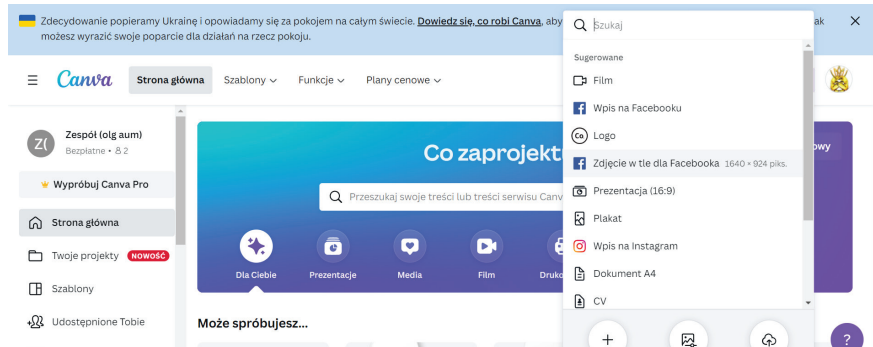 Zdecydowanie popieramy Ukrainę i opowiadamy się za pokojem na całym świecie. Dowiedz się, co robi Canva, aby
ak
możesz wyrazić swoje poparcie dla działań na rzecz pokoju.
Canva
Strona główna
Szablony
Funkcje
Plany cenowe
Z(
Zespół (olg aum)
Bezpłatne • 2
Wypróbuj Canva Pro
Strona główna
Twoje projekty NOWOŚĆ
Szablony
Udostępnione Tobie
Co zaprojekt
owy
Przeszukaj swoje treści lub treści serwisu Canv
Dla Ciebie
Prezentacje
Media
Film
Druko
Może spróbujesz...
Szukaj
Sugerowane
Film
Wpis na Facebooku
Co Logo
Zdjęcie w tle dla Facebooka 1640 × 924 piks.
Prezentacja (16:9)
Plakat
Wpis na Instagram
Dokument A4
CV
?